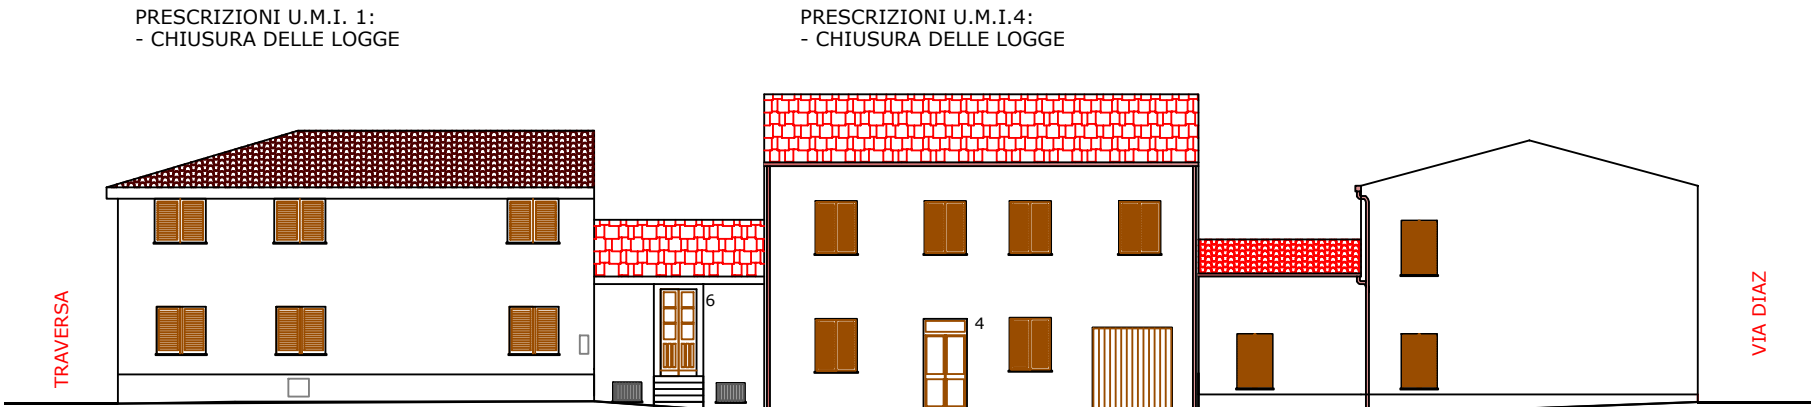 PRESCRIZIONI U.M.I. 1:
- CHIUSURA DELLE LOGGE
PRESCRIZIONI U.M.I.4:
- CHIUSURA DELLE LOGGE
TRAVERSA
6
4
VIA DIAZ